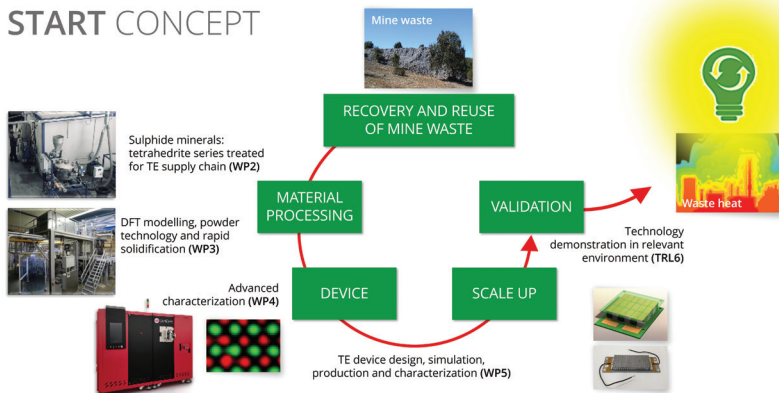 START CONCEPT
Mine waste
RECOVERY AND REUSE
OF MINE WASTE
Sulphide minerals:
tetrahedrite series treated
for TE supply chain (WP2)
MATERIAL
PROCESSING
VALIDATION
Waste heat
DFT modelling, powder
technology and rapid
solidification (WP3)
Technology
demonstration in relevant
environment (TRL6)
Advanced
characterization (WP4)
DEVICE
SCALE UP
TE device design, simulation,
production and characterization (WP5)